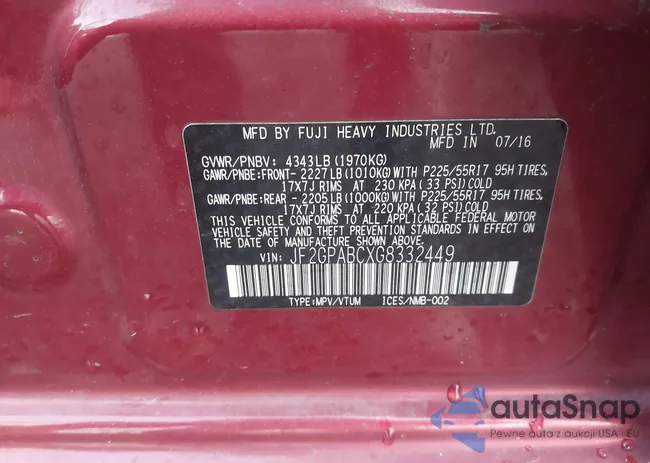 MFD BY FUJI HEAVY INDUSTRIES LTD.
MFD IN 07/16
GVWR/PNBV: 4343LB (1970KG)
GAWR/PNBE:FRONT-2227LB (1010KG) WITH P225/55R17 95H TIRES,
17X7J RIMS AT 230 KPA (33 PSI) COLD
GAWR/PNBE:REAR -2205LB (1000KG) WITH P225/55R17 95H TIRES,
17X7J RIMS AT 220 KPA (32 PSI) COLD
THIS VEHICLE CONFORMS TO ALL APPLICABLE FEDERAL MOTOR
VEHICLE SAFETY AND THEFT PREVENTION STANDARDS IN EFFECT ON
THE DATE OF MANUFACTURE SHOWN ABOVE.
VIN: JF2GPABCXG8332449
TYPE:MPV/VTUM ICES/NMB-002
autaSnap
Pewne auta z aukcji USA i EU